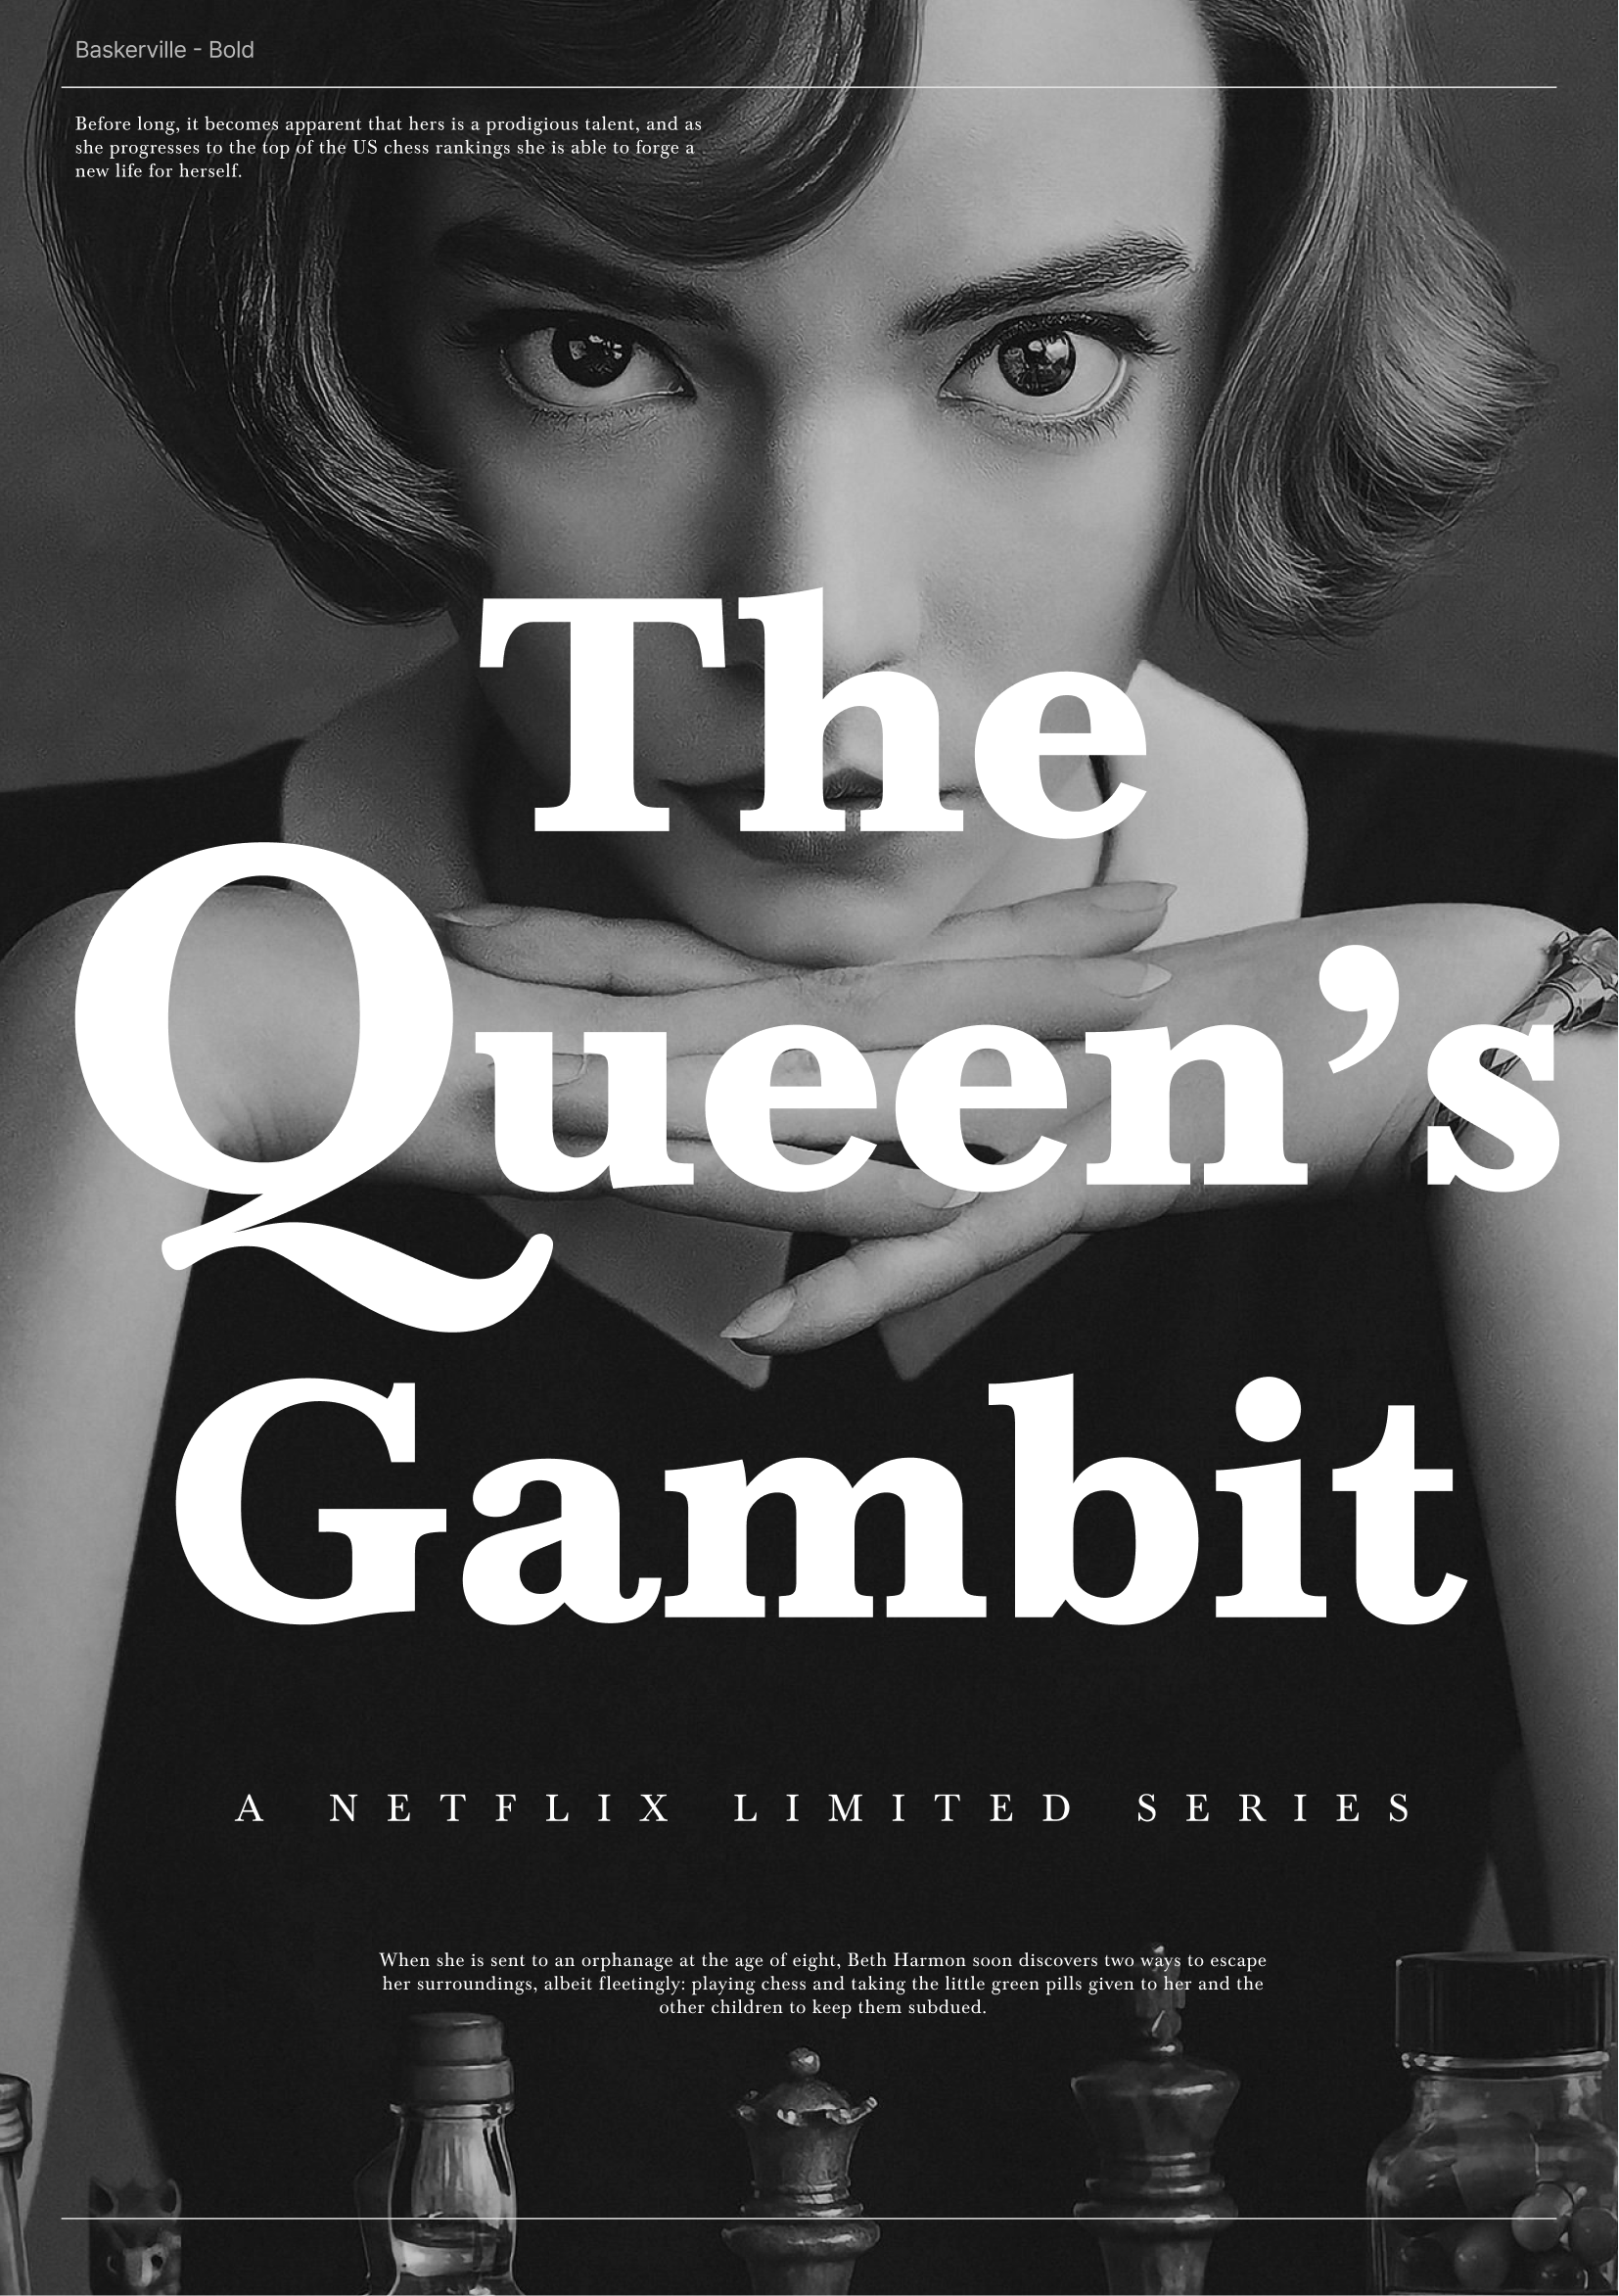 Baskerville - Bold
Before long, it becomes apparent that hers is a prodigious talent, and as
she progresses to the top of the US chess rankings she is able to forge a
new life for herself.
The
Queen’s
Gambit
A NETFLIX LIMITED SERIES
When she is sent to an orphanage at the age of eight, Beth Harmon soon discovers two ways to escape
her surroundings, albeit fleetingly: playing chess and taking the little green pills given to her and the
other children to keep them subdued.